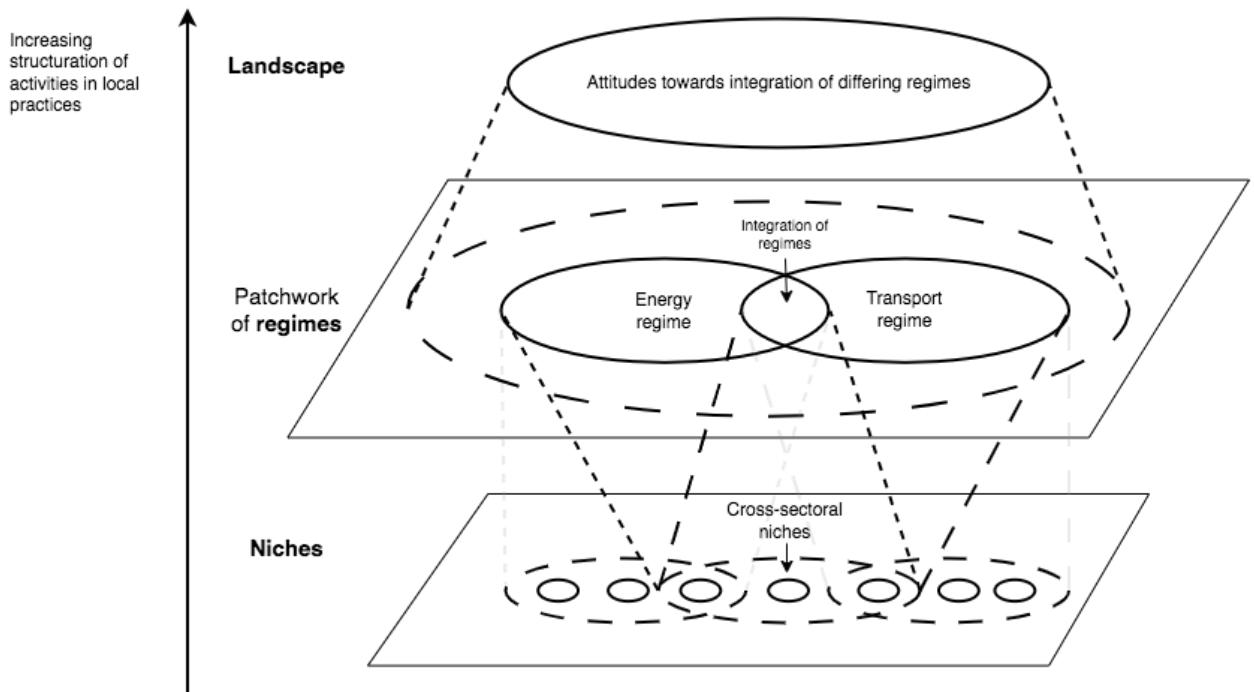 Increasing
structuration of
activities in local
practices
Landscape
Attitudes towards integration of differing regimes
Integration of
regimes
Patchwork
of regimes
Energy
regime
Transport
regime
Cross-sectoral
niches
Niches